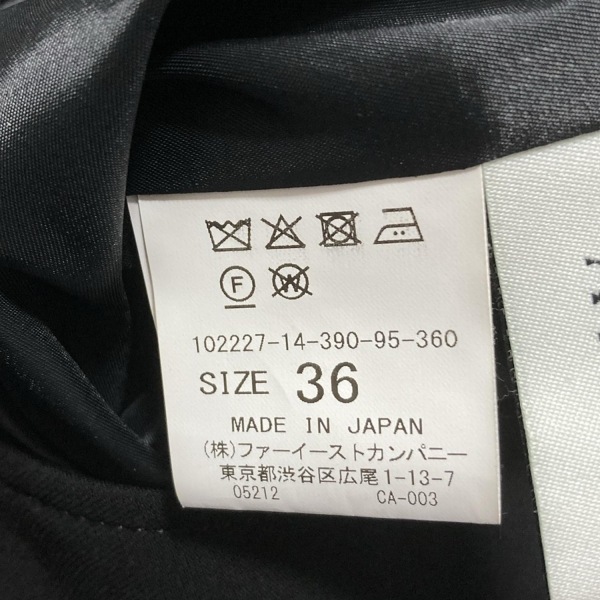 F W
102227-14-390-95-360
SIZE 36
MADE IN JAPAN
(株)ファーイーストカンパニー
東京都渋谷区広尾1-13-7
05212 CA-003